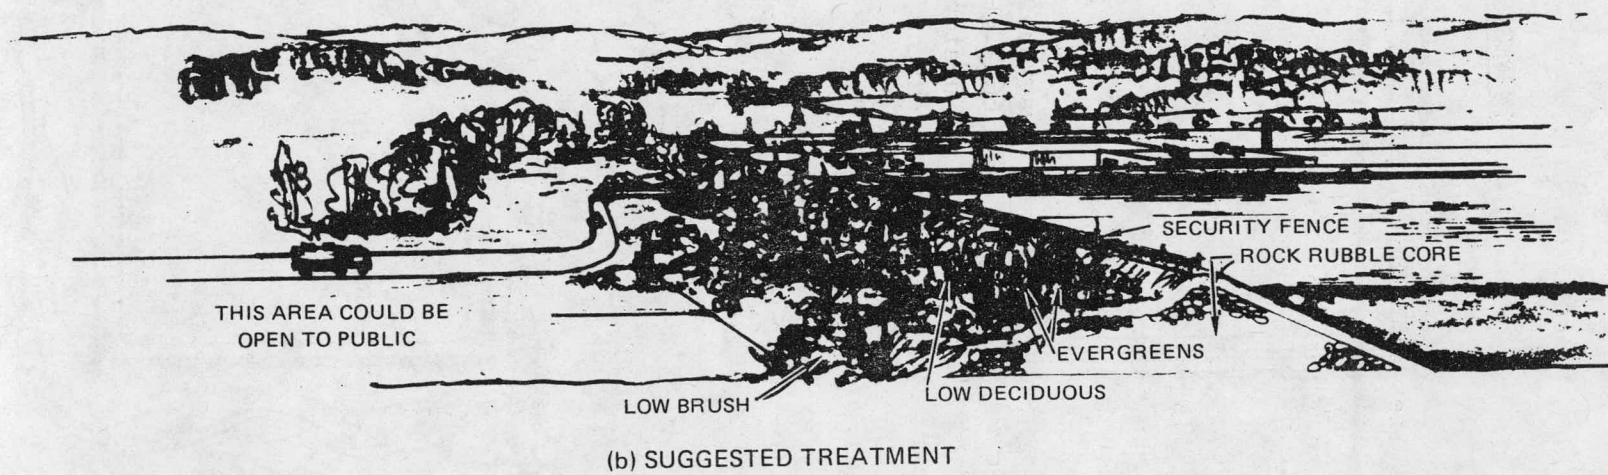 SECURITY FENCE
ROCK RUBBLE CORE
THIS AREA COULD BE
OPEN TO PUBLIC
EVERGREENS
LOW DECIDUOUS
LOW BRUSH
(b) SUGGESTED TREATMENT